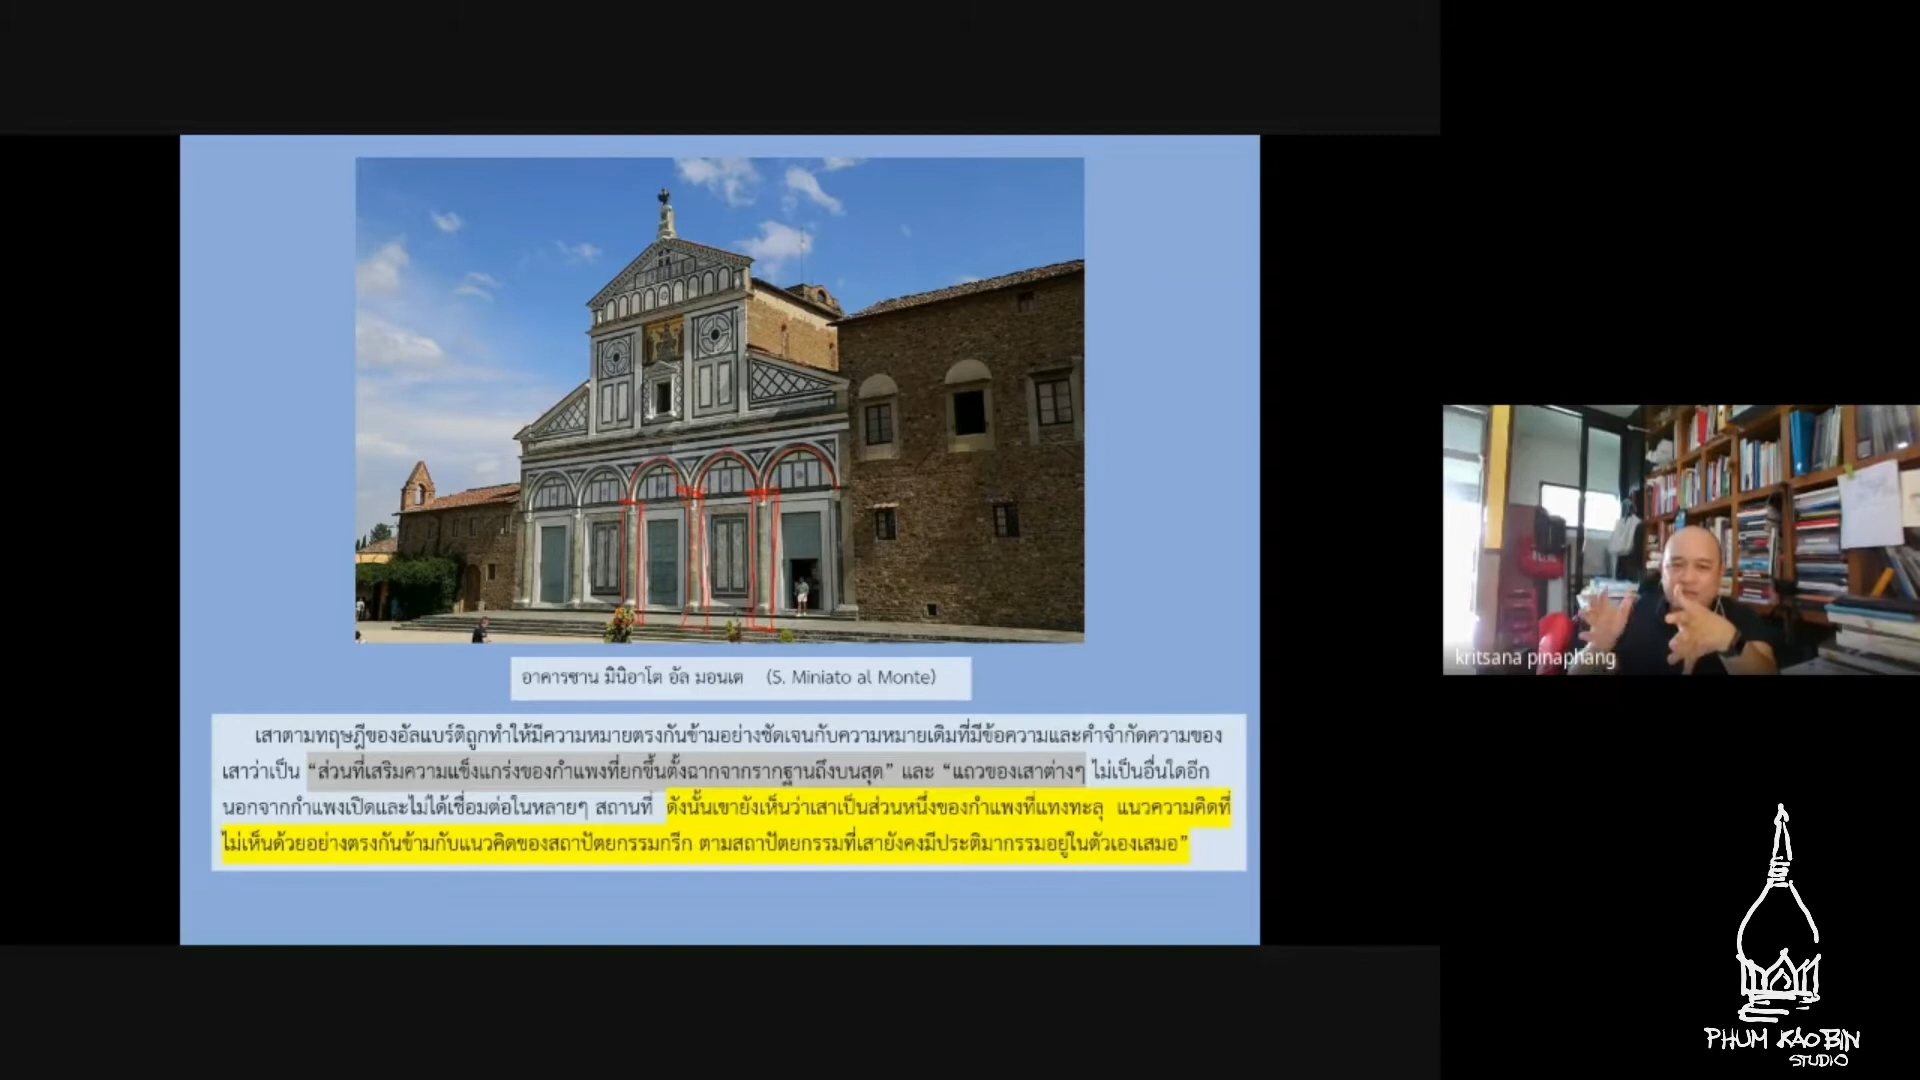 อาคารซาน มินิอาโต อัล มอนเต (S. Miniato al Monte)
เสาตามทฤษฎีของอัลแบร์ติถูกทำให้มีความหมายตรงกันข้ามอย่างชัดเจนกับความหมายเดิมที่มีข้อความและคำจำกัดความของ
เสาว่าเป็น “ส่วนที่เสริมความแข็งแกร่งของกำแพงที่ยกขึ้นตั้งฉากจากรากฐานถึงบนสุด” และ “แถวของเสาต่างๆ ไม่เป็นอื่นใดอีก
นอกจากกำแพงเปิดและไม่ได้เชื่อมต่อในหลายๆ สถานที่ ดังนั้นเขายังเห็นว่าเสาเป็นส่วนหนึ่งของกำแพงที่แทงทะลุ แนวความคิดที่
ไม่เห็นด้วยอย่างตรงกันข้ามกับแนวคิดของสถาปัตยกรรมกรีก ตามสถาปัตยกรรมที่เสายังคงมีประติมากรรมอยู่ในตัวเองเสมอ”
kritsana pinaphang
PHUM KAO BIN
STUDIO